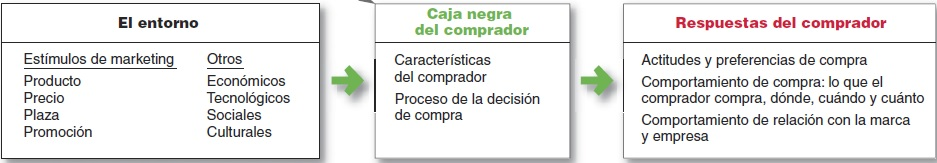 El entorno
Estímulos de marketing Otros
Producto Económicos
Precio Tecnológicos
Plaza Sociales
Promoción Culturales
Caja negra
del comprador
Características
del comprador
Proceso de la decisión
de compra
Respuestas del comprador
Actitudes y preferencias de compra
Comportamiento de compra: lo que el
comprador compra, dónde, cuándo y cuánto
Comportamiento de relación con la marca
y empresa